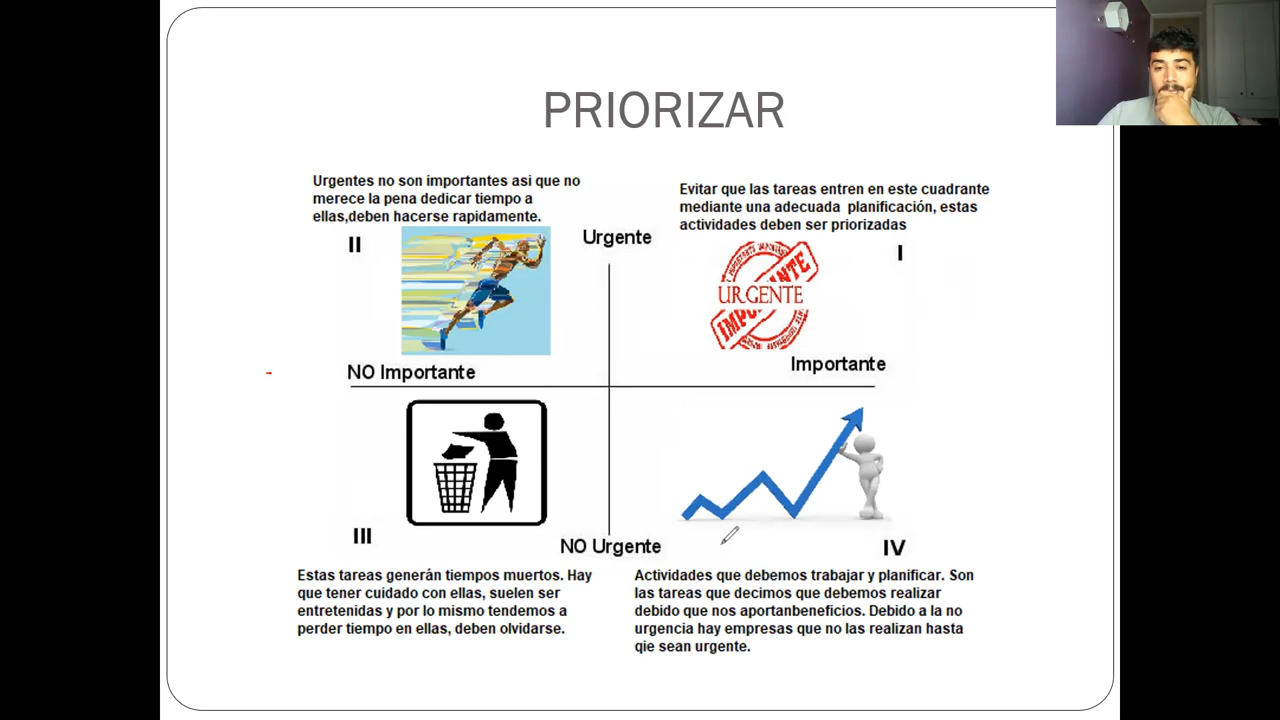 PRIORIZAR
Urgentes no son importantes asi que no
merece la pena dedicar tiempo a
ellas,deben hacerse rapidamente.
II
Urgente
Evitar que las tareas entren en este cuadrante
mediante una adecuada planificación, estas
actividades deben ser priorizadas
I
URGENTE
NO Importante
Importante
III
NO Urgente
IV
Estas tareas generán tiempos muertos. Hay
que tener cuidado con ellas, suelen ser
entretenidas y por lo mismo tendemos a
perder tiempo en ellas, deben olvidarse.
Actividades que debemos trabajar y planificar. Son
las tareas que decimos que debemos realizar
debido que nos aportanbeneficios. Debido a la no
urgencia hay empresas que no las realizan hasta
qie sean urgente.